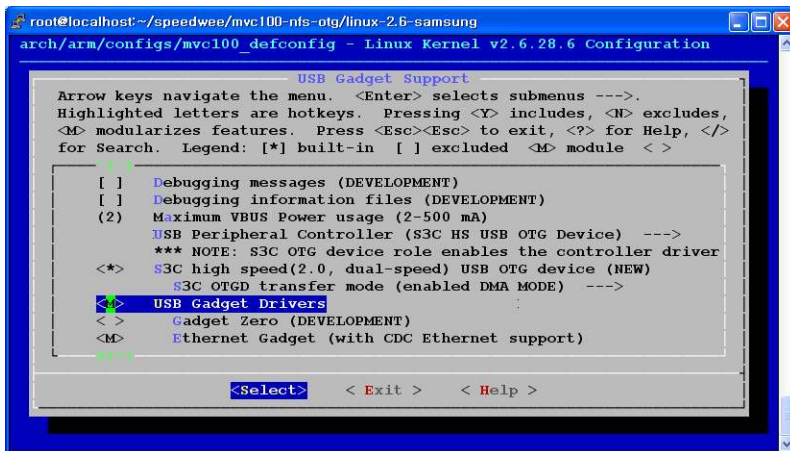 root@localhost:~/speedwee/mvc100-nfs-otg/linux-2.6-samsung
arch/arm/configs/mvc100_defconfig - Linux Kernel v2.6.28.6 Configuration
USB Gadget Support
Arrow keys navigate the menu. <Enter> selects submenus --->.
Highlighted letters are hotkeys. Pressing <Y> includes, <N> excludes,
<M> modularizes features. Press <Esc><Esc> to exit, <?> for Help, </>
for Search. Legend: [*] built-in [ ] excluded <M> module < >
[ ] Debugging messages (DEVELOPMENT)
[ ] Debugging information files (DEVELOPMENT)
(2) Maximum VBUS Power usage (2-500 mA)
USB Peripheral Controller (S3C HS USB OTG Device) --->
*** NOTE: S3C OTG device role enables the controller driver
<*> S3C high speed(2.0, dual-speed) USB OTG device (NEW)
S3C OTGD transfer mode (enabled DMA MODE) --->
<M> USB Gadget Drivers
< > Gadget Zero (DEVELOPMENT)
<M> Ethernet Gadget (with CDC Ethernet support)
<Select> < Exit > < Help >